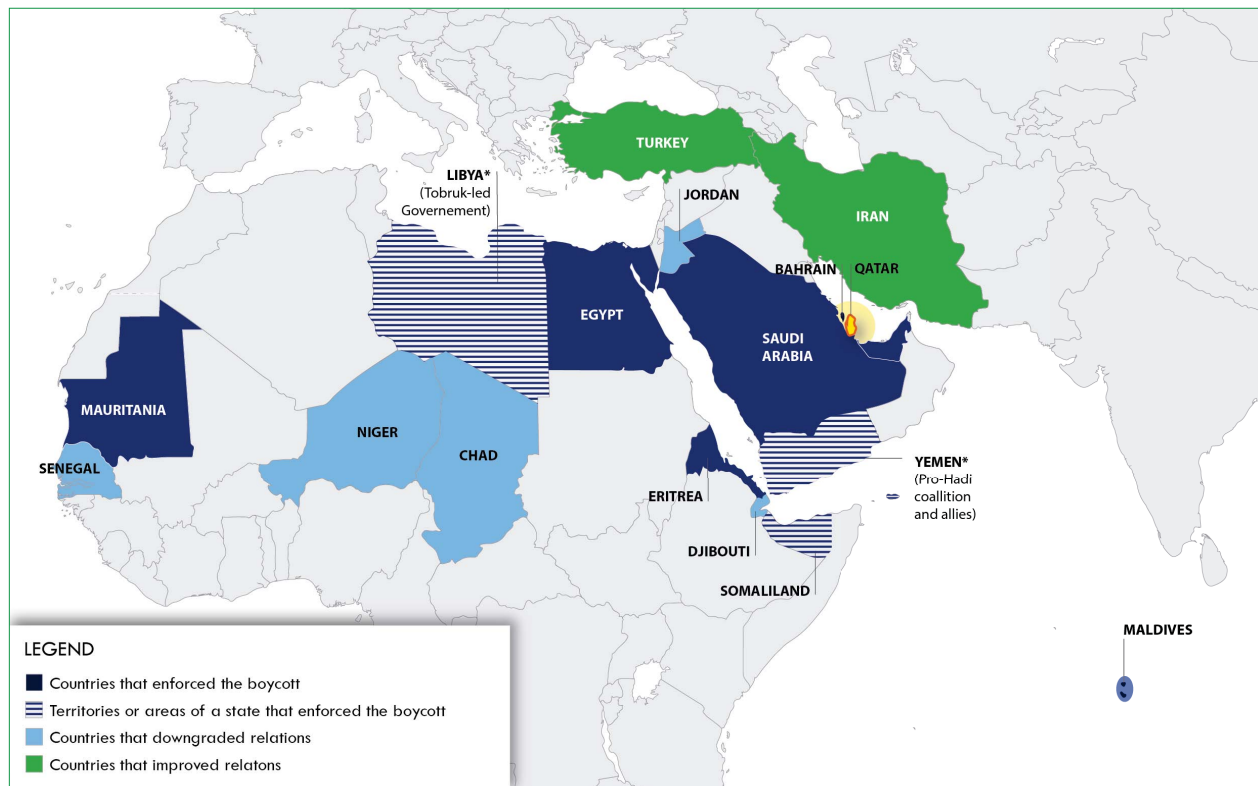 TURKEY
LIBYA*
(Tobruk-led
Governement)
JORDAN
IRAN
BAHRAIN
QATAR
EGYPT
SAUDI
ARABIA
MAURITANIA
NIGER
CHAD
SENEGAL
YEMEN*
(Pro-Hadi
coallition
and allies)
ERITREA
DJIBOUTI
SOMALILAND
MALDIVES
LEGEND
Countries that enforced the boycott
Territories or areas of a state that enforced the boycott
Countries that downgraded relations
Countries that improved relatons